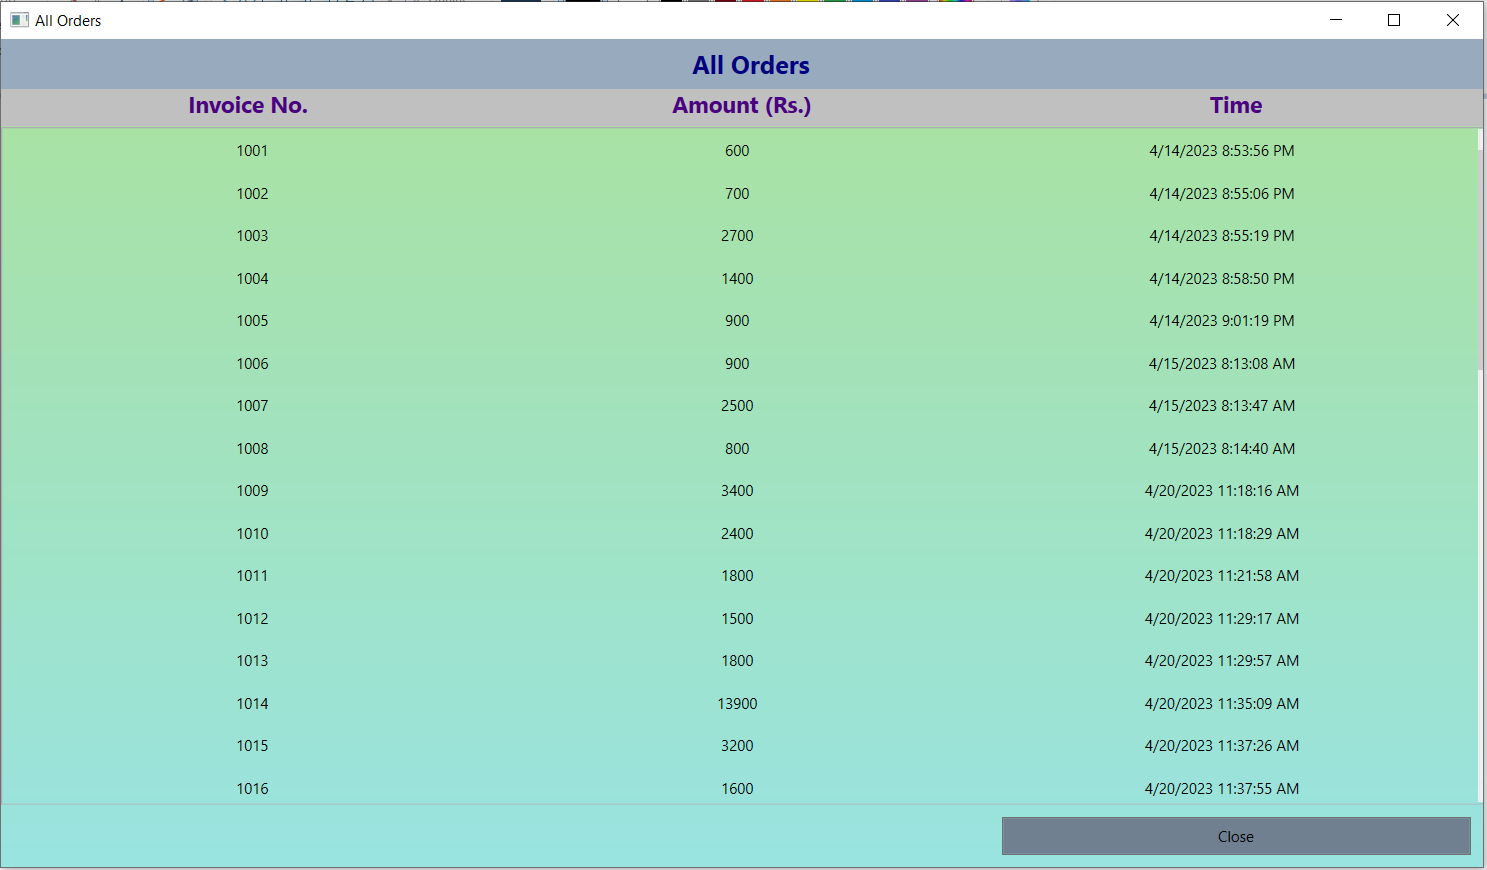 All Orders
All Orders
Invoice No. Amount (Rs.) Time
1001 600 4/14/2023 8:53:56 PM
1002 700 4/14/2023 8:55:06 PM
1003 2700 4/14/2023 8:55:19 PM
1004 1400 4/14/2023 8:58:50 PM
1005 900 4/14/2023 9:01:19 PM
1006 900 4/15/2023 8:13:08 AM
1007 2500 4/15/2023 8:13:47 AM
1008 800 4/15/2023 8:14:40 AM
1009 3400 4/20/2023 11:18:16 AM
1010 2400 4/20/2023 11:18:29 AM
1011 1800 4/20/2023 11:21:58 AM
1012 1500 4/20/2023 11:29:17 AM
1013 1800 4/20/2023 11:29:57 AM
1014 13900 4/20/2023 11:35:09 AM
1015 3200 4/20/2023 11:37:26 AM
1016 1600 4/20/2023 11:37:55 AM
Close